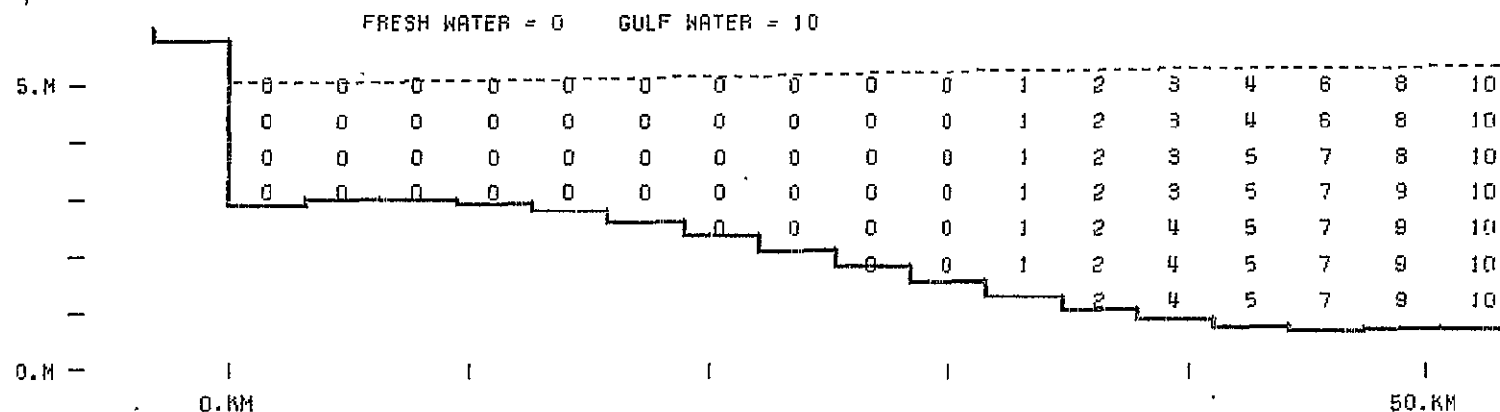 FRESH WATER = 0 GULF WATER = 10
5.M 0 0 0 0 0 0 0 0 0 0 1 2 3 4 6 8 10
0 0 0 0 0 0 0 0 0 0 1 2 3 4 6 8 10
0 0 0 0 0 0 0 0 0 0 1 2 3 5 7 8 10
0 0 0 0 0 0 0 0 0 0 1 2 3 5 7 9 10
0 0 0 0 1 2 4 5 7 9 10
0 0 1 2 4 5 7 9 10
2 4 5 7 9 10
0.M
0.KM 50.KM